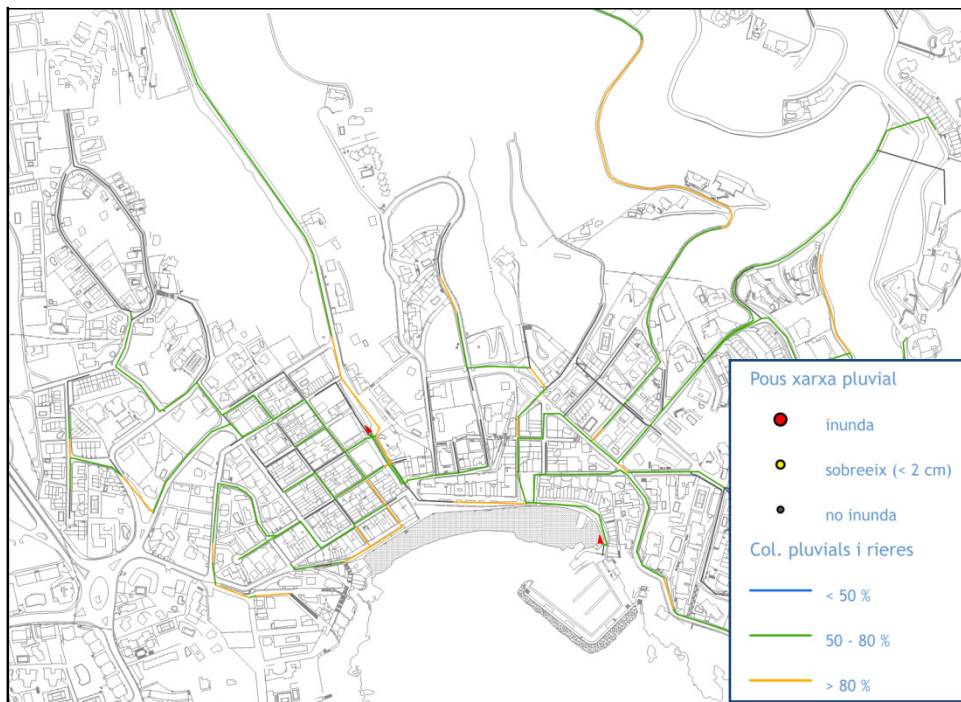 Pous xarxa pluvial
inunda
sobreeix (< 2 cm)
no inunda
Col. pluvials i rieres
< 50 %
50 - 80 %
> 80 %